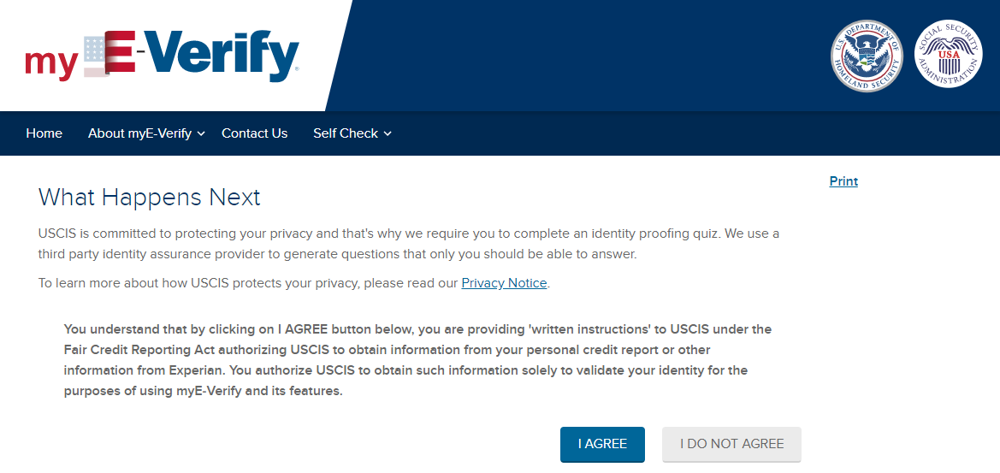 my E-Verify®
U.S. DEPARTMENT OF HOMELAND SECURITY
SOCIAL SECURITY ADMINISTRATION
USA
Home
About myE-Verify
Contact Us
Self Check
Print
What Happens Next
USCIS is committed to protecting your privacy and that's why we require you to complete an identity proofing quiz. We use a
third party identity assurance provider to generate questions that only you should be able to answer.
To learn more about how USCIS protects your privacy, please read our Privacy Notice.
You understand that by clicking on I AGREE button below, you are providing 'written instructions' to USCIS under the
Fair Credit Reporting Act authorizing USCIS to obtain information from your personal credit report or other
information from Experian. You authorize USCIS to obtain such information solely to validate your identity for the
purposes of using myE-Verify and its features.
I AGREE
I DO NOT AGREE